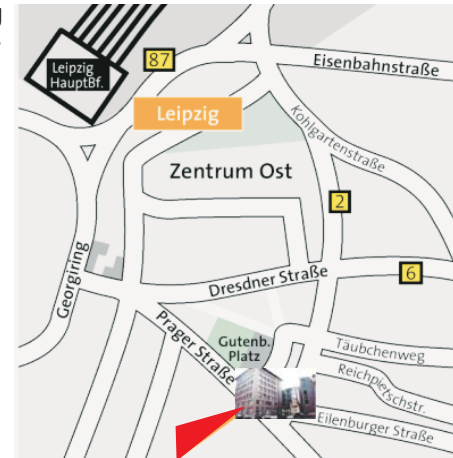 Leipzig
HauptBf.
87
Eisenbahnstraße
Leipzig
Kohlgartenstraße
Zentrum Ost
2
Georgiring
Dresdner Straße
6
Prager Straße
Gutenb.
Platz
Täubchenweg
Reichpietschstr.
Eilenburger Straße